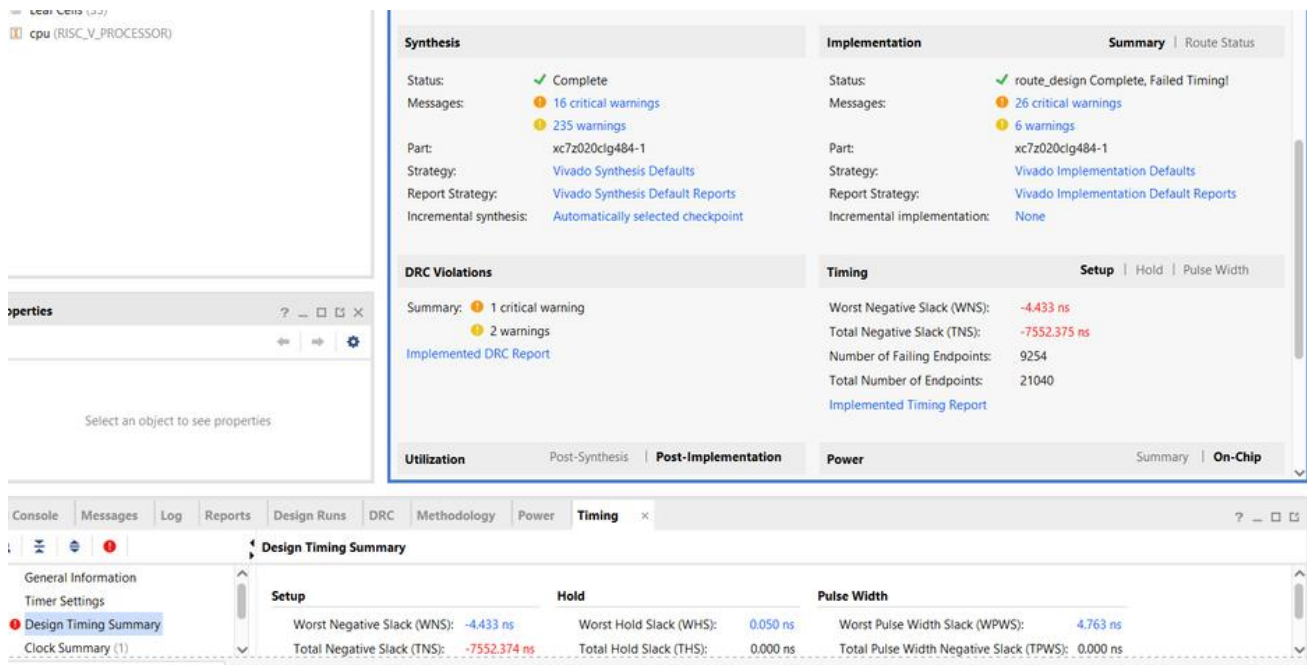 Leaf Cells (33)
cpu (RISC_V_PROCESSOR)
Synthesis
Status: Complete
Messages: 16 critical warnings
235 warnings
Part: xc7z020clg484-1
Strategy: Vivado Synthesis Defaults
Report Strategy: Vivado Synthesis Default Reports
Incremental synthesis: Automatically selected checkpoint
Implementation Summary | Route Status
Status: route_design Complete, Failed Timing!
Messages: 26 critical warnings
6 warnings
Part: xc7z020clg484-1
Strategy: Vivado Implementation Defaults
Report Strategy: Vivado Implementation Default Reports
Incremental implementation: None
DRC Violations
Summary: 1 critical warning
2 warnings
Implemented DRC Report
Timing Setup | Hold | Pulse Width
Worst Negative Slack (WNS): -4.433 ns
Total Negative Slack (TNS): -7552.375 ns
Number of Failing Endpoints: 9254
Total Number of Endpoints: 21040
Implemented Timing Report
operties ?
Select an object to see properties
Utilization Post-Synthesis | Post-Implementation
Power Summary | On-Chip
Console Messages Log Reports Design Runs DRC Methodology Power Timing × ?
General Information
Timer Settings
Design Timing Summary
Clock Summary (1)
Design Timing Summary
Setup Hold Pulse Width
Worst Negative Slack (WNS): -4.433 ns Worst Hold Slack (WHS): 0.050 ns Worst Pulse Width Slack (WPWS): 4.763 ns
Total Negative Slack (TNS): -7552.374 ns Total Hold Slack (THS): 0.000 ns Total Pulse Width Negative Slack (TPWS): 0.000 ns